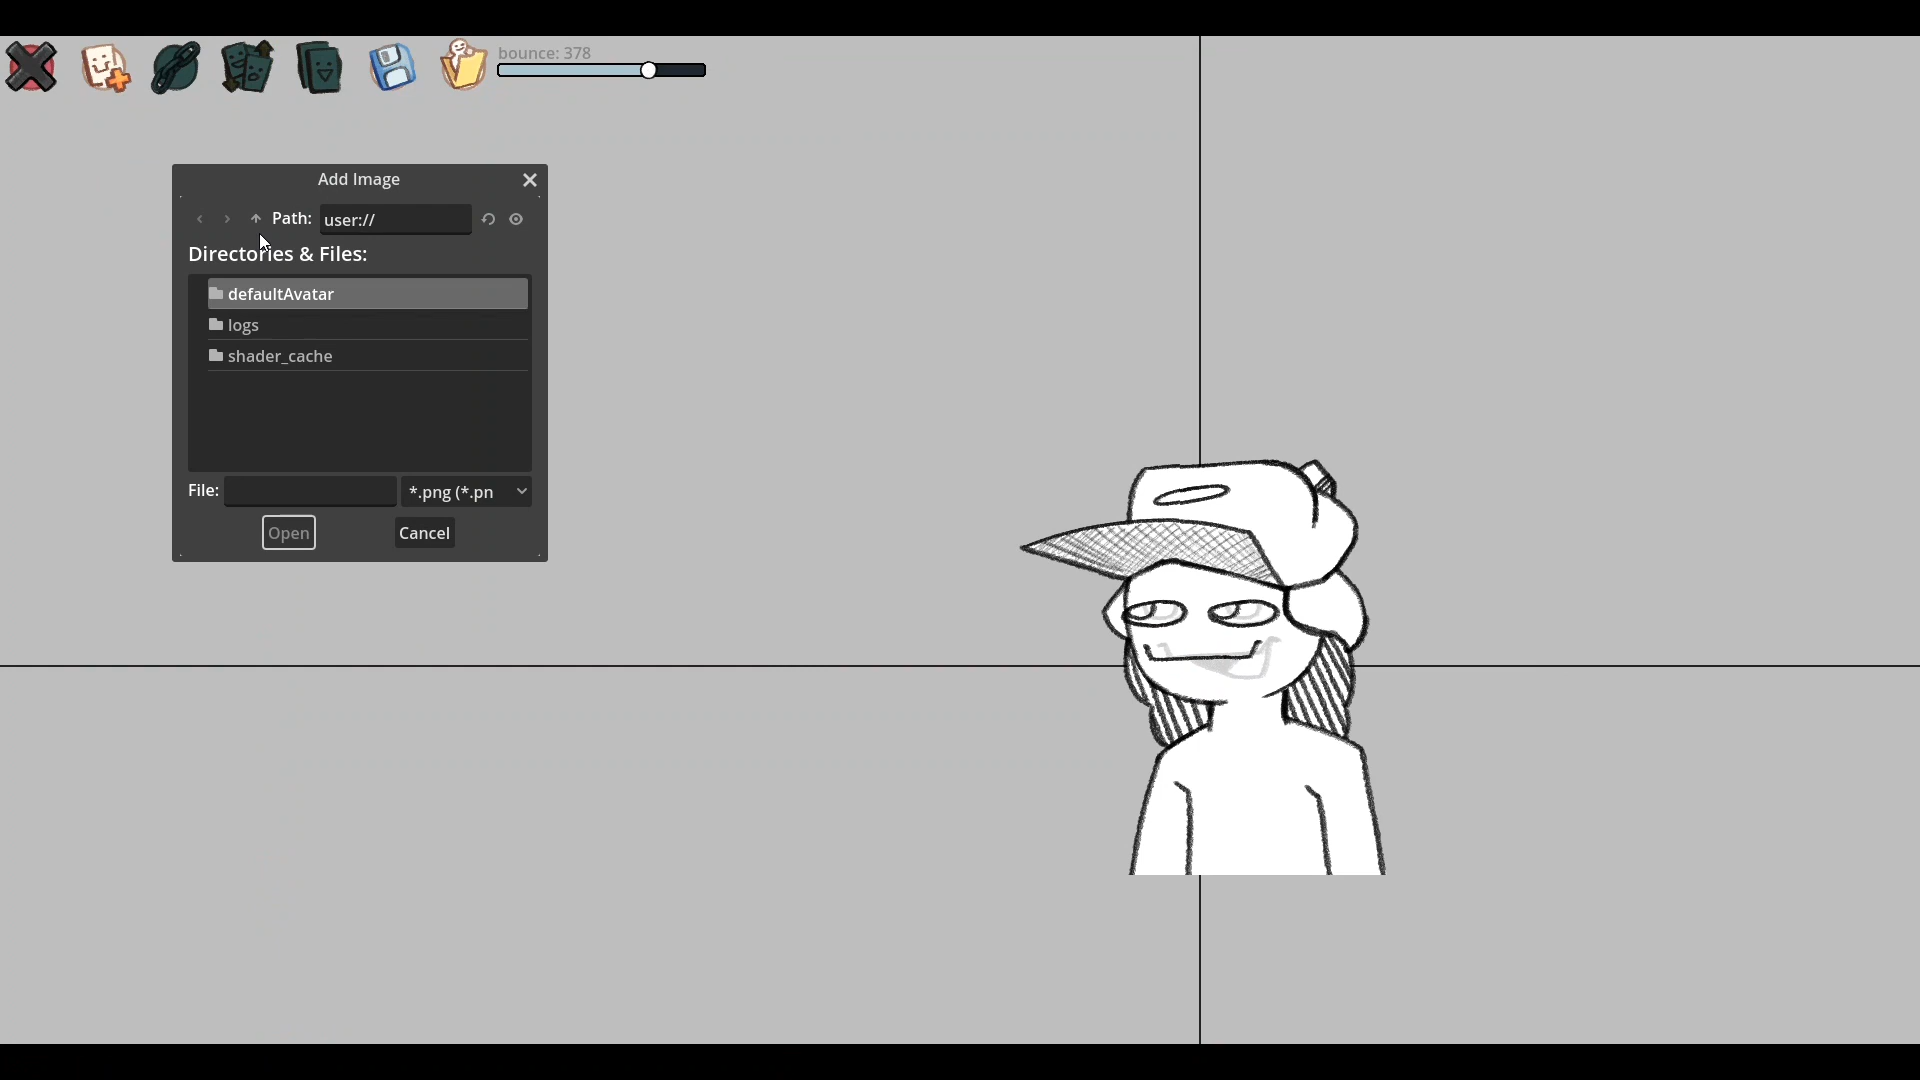 bounce: 378
Add Image
Path: user://
Directories & Files:
defaultAvatar
logs
shader_cache
File: *.png (*.pn
Open Cancel